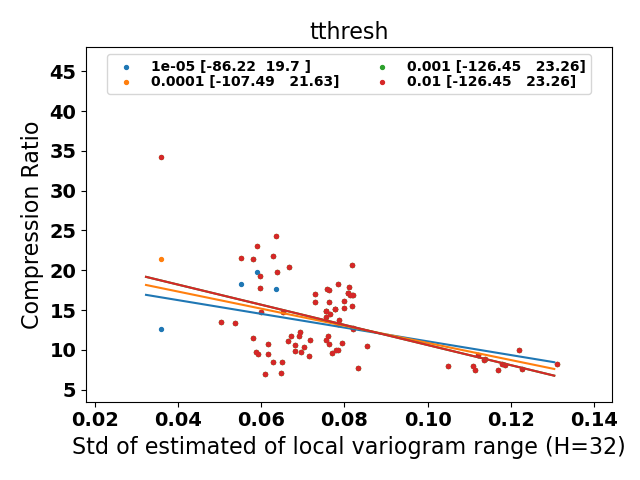 tthresh
1e-05 [-86.22  19.7 ]
0.0001 [-107.49   21.63]
0.001 [-126.45   23.26]
0.01 [-126.45   23.26]
Compression Ratio
45
40
35
30
25
20
15
10
5
0.02 0.04 0.06 0.08 0.10 0.12 0.14
Std of estimated of local variogram range (H=32)